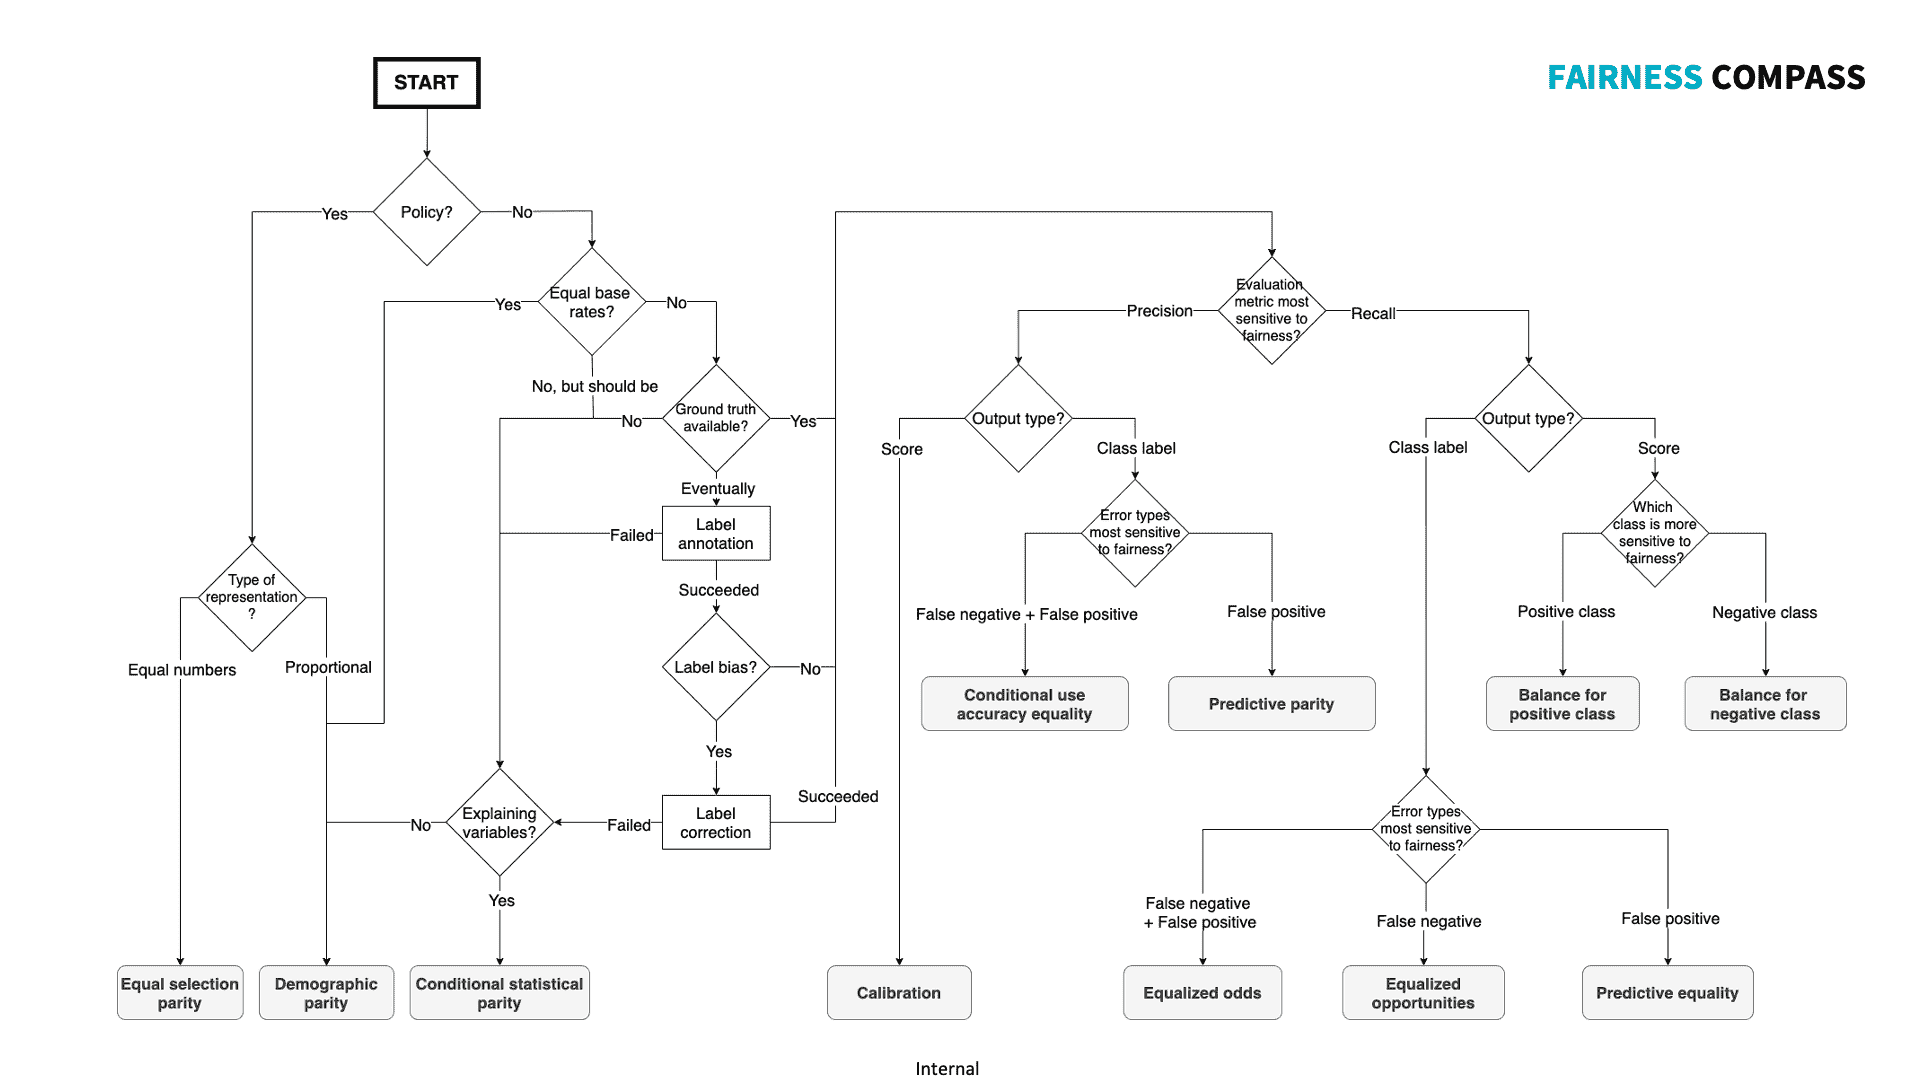 START
FAIRNESS COMPASS
Policy?
Yes
No
Equal base
rates?
Yes
No
No, but should be
Ground truth
available?
No
Yes
Eventually
Label
annotation
Failed
Succeeded
Label bias?
No
Yes
Label
correction
Failed
Succeeded
Type of
representation
?
Equal numbers
Proportional
Explaining
variables?
No
Yes
Equal selection
parity
Demographic
parity
Conditional statistical
parity
Evaluation
metric most
sensitive to
fairness?
Precision
Recall
Output type?
Score
Class label
Error types
most sensitive
to fairness?
False negative + False positive
False positive
Conditional use
accuracy equality
Predictive parity
Calibration
Output type?
Class label
Score
Which
class is more
sensitive to
fairness?
Positive class
Negative class
Balance for
positive class
Balance for
negative class
Error types
most sensitive
to fairness?
False negative
+ False positive
False negative
False positive
Equalized odds
Equalized
opportunities
Predictive equality
Internal